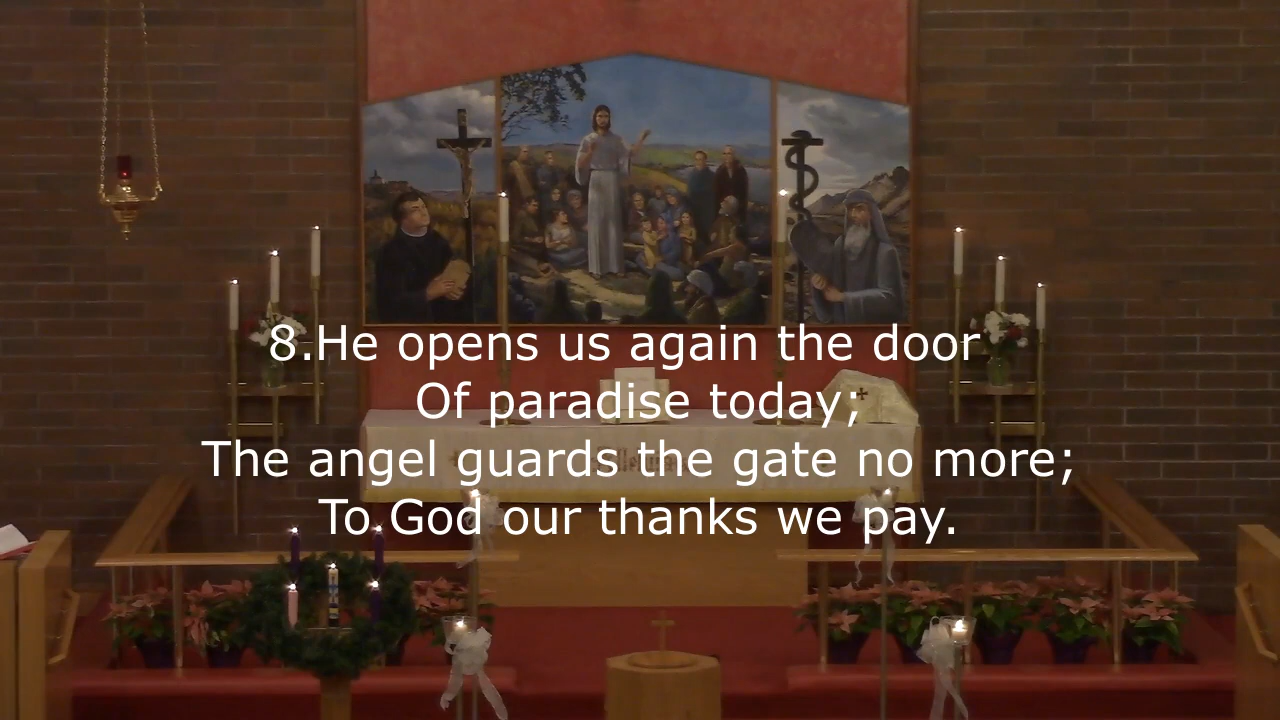 8.He opens us again the door
Of paradise today;
The angel guards the gate no more;
To God our thanks we pay.